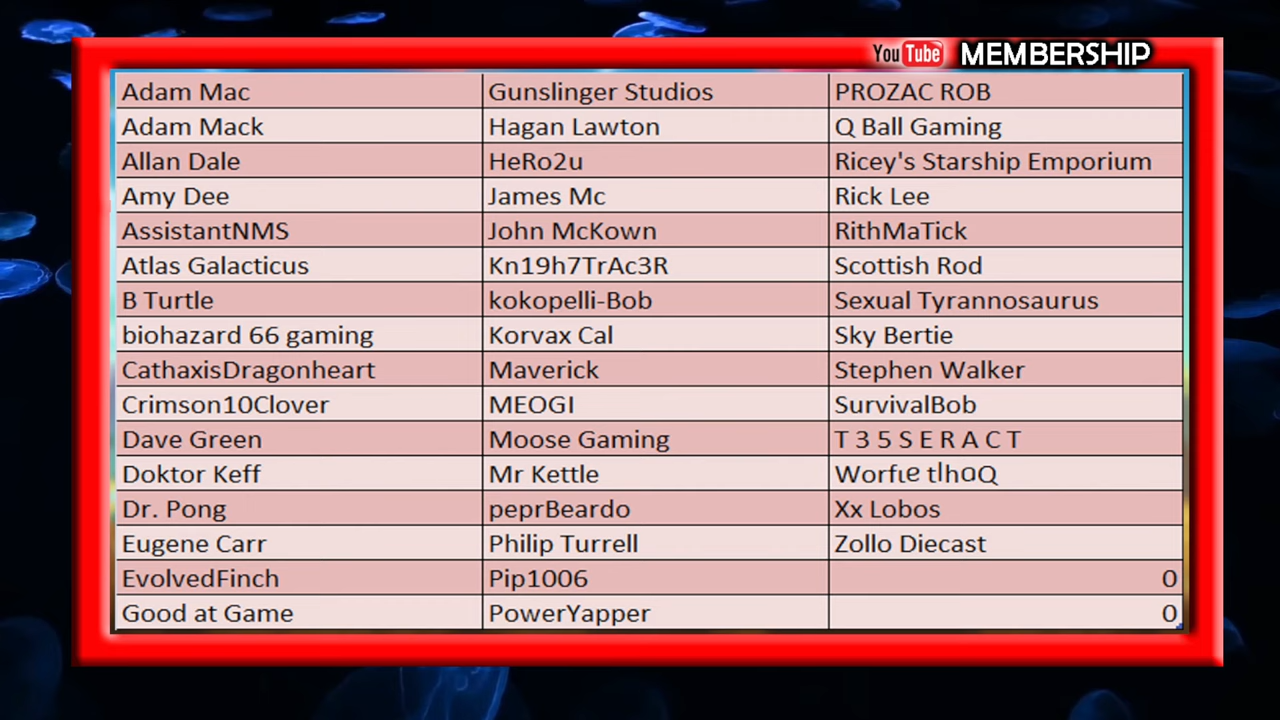 YouTube MEMBERSHIP
Adam Mac Gunslinger Studios PROZAC ROB
Adam Mack Hagan Lawton Q Ball Gaming
Allan Dale HeRo2u Ricey's Starship Emporium
Amy Dee James Mc Rick Lee
AssistantNMS John McKown RithMaTick
Atlas Galacticus Kn19h7TrAc3R Scottish Rod
B Turtle kokopelli-Bob Sexual Tyrannosaurus
biohazard 66 gaming Korvax Cal Sky Bertie
CathaxisDragonheart Maverick Stephen Walker
Crimson10Clover MEOGI SurvivalBob
Dave Green Moose Gaming T 3 5 S E R A C T
Doktor Keff Mr Kettle Worfιe tlhɑQ
Dr. Pong peprBeardo Xx Lobos
Eugene Carr Philip Turrell Zollo Diecast
EvolvedFinch Pip1006 0
Good at Game PowerYapper 0